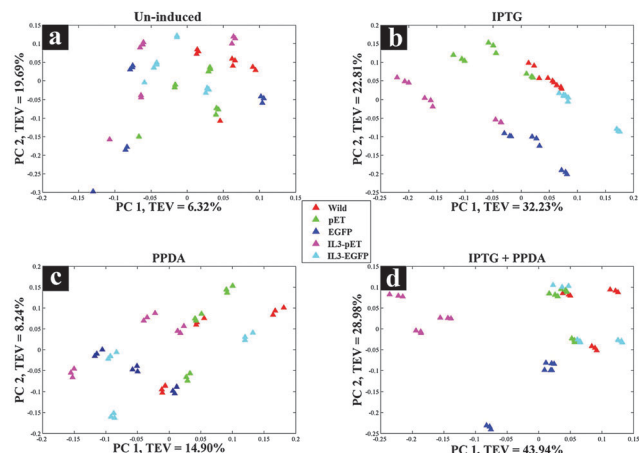 Un-induced
a
PC 2, TEV = 19.69%
0.15
0.1
0.05
0
-0.05
-0.1
-0.15
-0.2
-0.25
-0.3
-0.15 -0.1 -0.05 0 0.05 0.1 0.15
PC 1, TEV = 6.32%
IPTG
b
PC 2, TEV = 22.81%
0.2
0.15
0.1
0.05
0
-0.05
-0.1
-0.15
-0.2
-0.25
-0.25 -0.2 -0.15 -0.1 -0.05 0 0.05 0.1 0.15 0.2
PC 1, TEV = 32.23%
Wild
pET
EGFP
IL3-pET
IL3-EGFP
PPDA
c
PC 2, TEV = 8.24%
0.2
0.15
0.1
0.05
0
-0.05
-0.1
-0.15
-0.2
-0.2 -0.15 -0.1 -0.05 0 0.05 0.1 0.15 0.2
PC 1, TEV = 14.90%
IPTG + PPDA
d
PC 2, TEV = 28.98%
0.15
0.1
0.05
0
-0.05
-0.1
-0.15
-0.2
-0.25
-0.25 -0.2 -0.15 -0.1 -0.05 0 0.05 0.1 0.15
PC 1, TEV = 43.94%